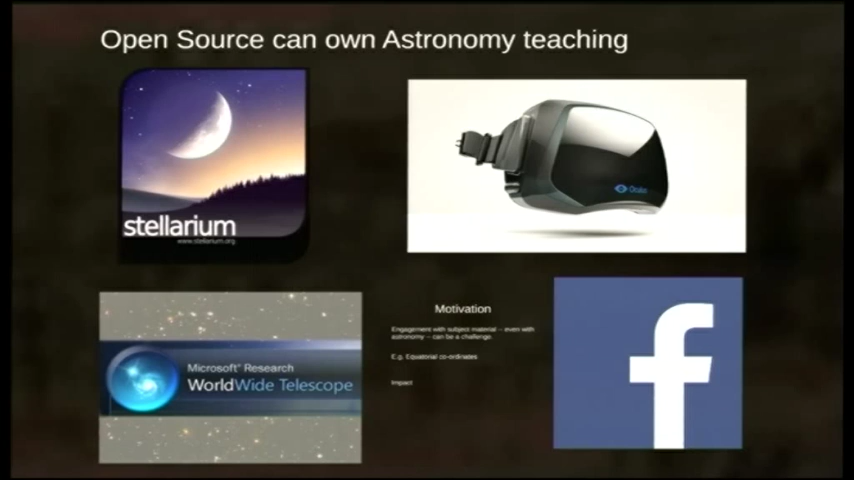 Open Source can own Astronomy teaching
stellarium
www.stellarium.org
Oculus
Microsoft® Research
WorldWide Telescope
Motivation
Engagement with subject material – even with
astronomy – can be a challenge.
E.g. Equatorial co-ordinates
Impact
f